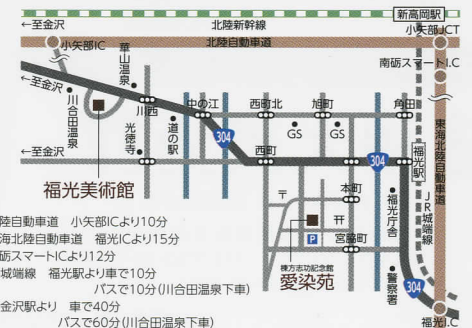 新高岡駅
←至金沢
北陸新幹線
小矢部IC
北陸自動車道
小矢部JCT
南砺スマートI.C
←至金沢
華山温泉
川合田温泉
川西
光徳寺
道の駅
中の江
304
西町北
旭町
角田
GS
GS
東海北陸自動車道
←至金沢
西町
304
福光駅
JR城端線
福光美術館
〒
本町
福光庁舎
P
宮脇町
棟方志功記念館
愛染苑
警察署
304
福光I.C
陸自動車道 小矢部ICより10分
海北陸自動車道 福光ICより15分
砺スマートICより12分
城端線 福光駅より車で10分
バスで10分(川合田温泉下車)
金沢駅より 車で40分
バスで60分(川合田温泉下車)